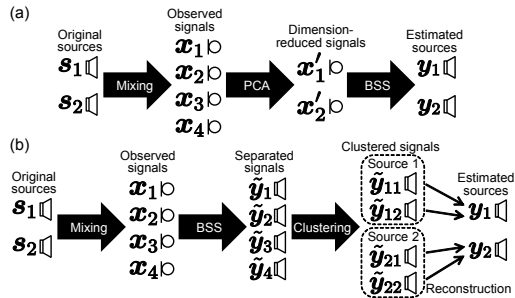 (a)
Original
sources
s1
s2
Mixing
Observed
signals
x1
x2
x3
x4
PCA
Dimension-
reduced signals
x′1
x′2
BSS
Estimated
sources
y1
y2
(b)
Original
sources
s1
s2
Mixing
Observed
signals
x1
x2
x3
x4
BSS
Separated
signals
ỹ1
ỹ2
ỹ3
ỹ4
Clustering
Clustered signals
Source 1
ỹ11
ỹ12
Source 2
ỹ21
ỹ22
Estimated
sources
y1
y2
Reconstruction